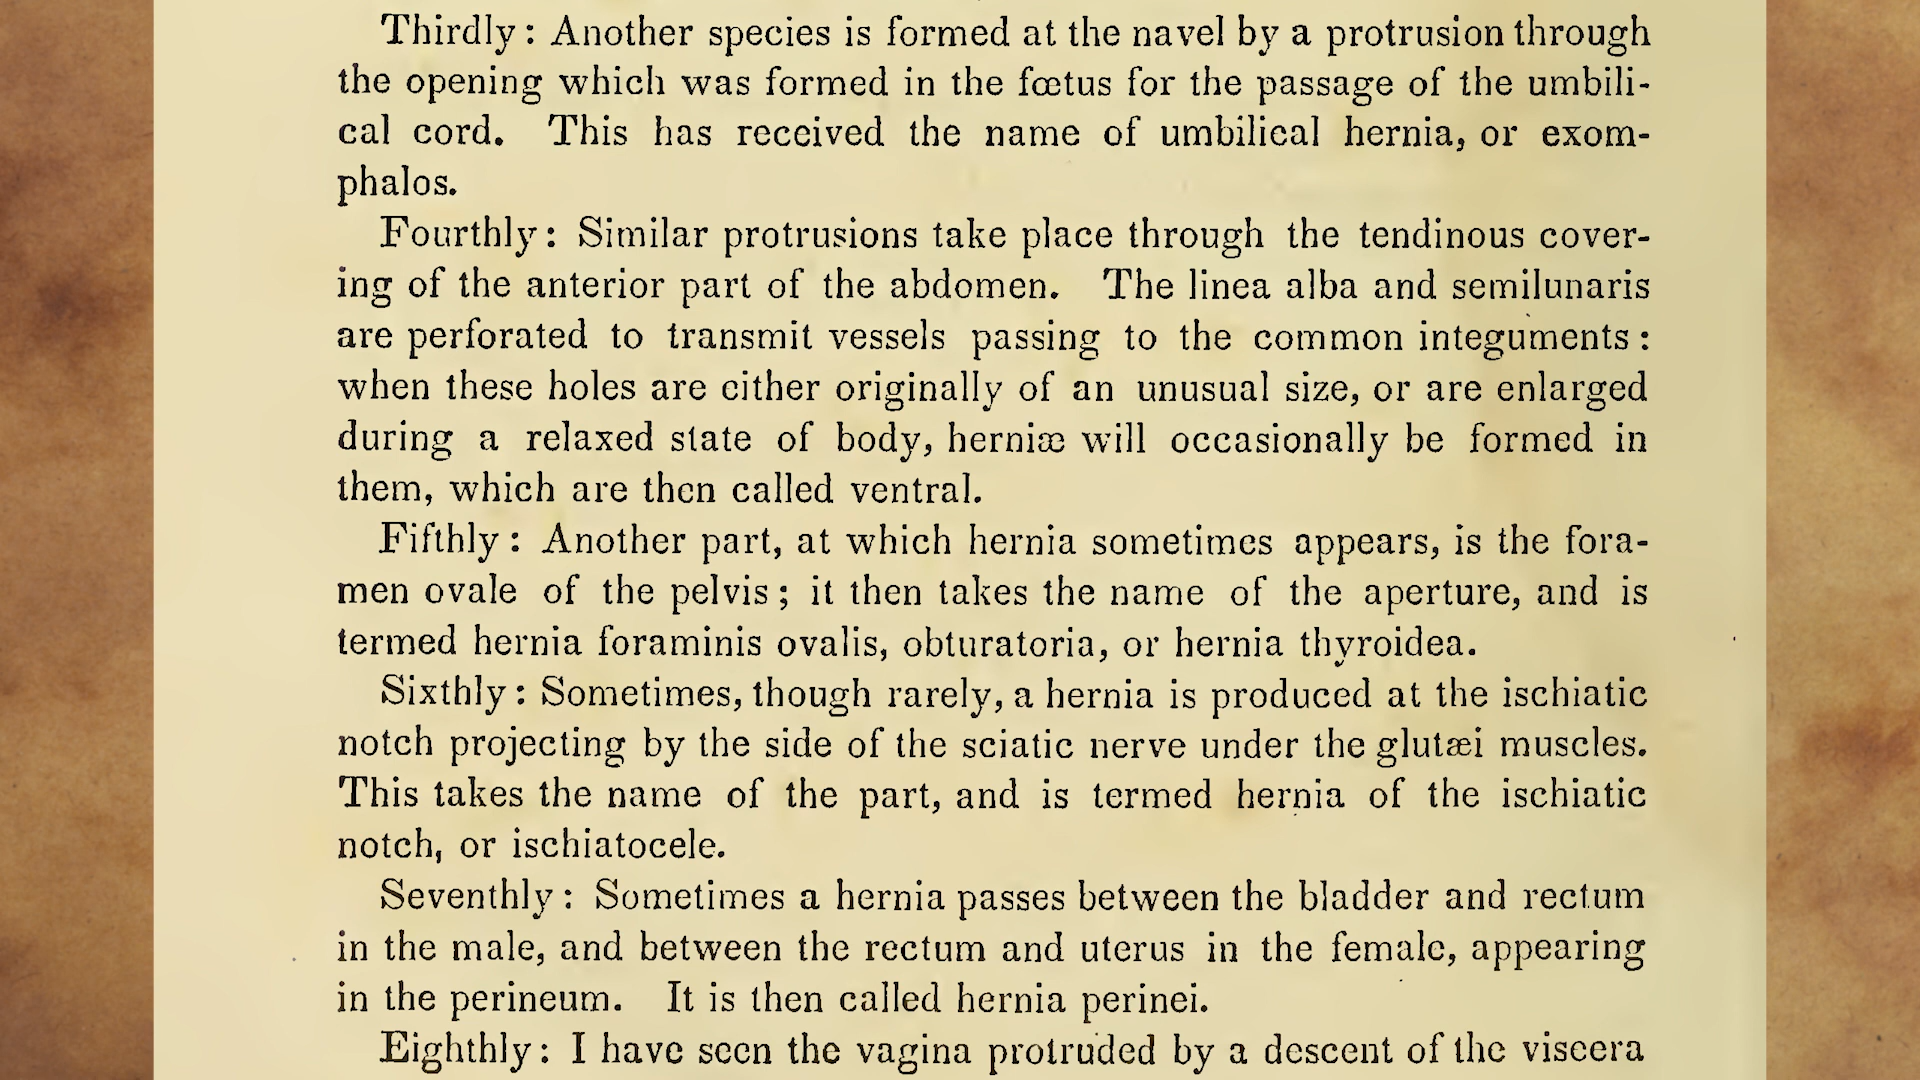 Thirdly: Another species is formed at the navel by a protrusion through
the opening which was formed in the fœtus for the passage of the umbili-
cal cord. This has received the name of umbilical hernia, or exom-
phalos.
Fourthly: Similar protrusions take place through the tendinous cover-
ing of the anterior part of the abdomen. The linea alba and semilunaris
are perforated to transmit vessels passing to the common integuments:
when these holes are either originally of an unusual size, or are enlarged
during a relaxed state of body, herniæ will occasionally be formed in
them, which are then called ventral.
Fifthly: Another part, at which hernia sometimes appears, is the fora-
men ovale of the pelvis; it then takes the name of the aperture, and is
termed hernia foraminis ovalis, obturatoria, or hernia thyroidea.
Sixthly: Sometimes, though rarely, a hernia is produced at the ischiatic
notch projecting by the side of the sciatic nerve under the glutæi muscles.
This takes the name of the part, and is termed hernia of the ischiatic
notch, or ischiatocele.
Seventhly: Sometimes a hernia passes between the bladder and rectum
in the male, and between the rectum and uterus in the female, appearing
in the perineum. It is then called hernia perinei.
Eighthly: I have seen the vagina protruded by a descent of the viscera